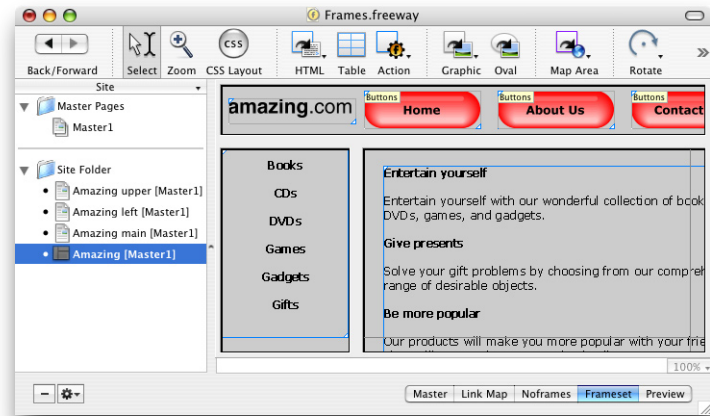 Frames.freeway
Back/Forward Select Zoom CSS Layout HTML Table Action Graphic Oval Map Area Rotate
css
»
Site
Master Pages
Master1
Site Folder
Amazing upper [Master1]
Amazing left [Master1]
Amazing main [Master1]
Amazing [Master1]
amazing.com
Buttons
Home
Buttons
About Us
Buttons
Contact
Books
CDs
DVDs
Games
Gadgets
Gifts
Entertain yourself
Entertain yourself with our wonderful collection of book
DVDs, games, and gadgets.
Give presents
Solve your gift problems by choosing from our compreh
range of desirable objects.
Be more popular
Our products will make you more popular with your frie
100%
Master Link Map Noframes Frameset Preview